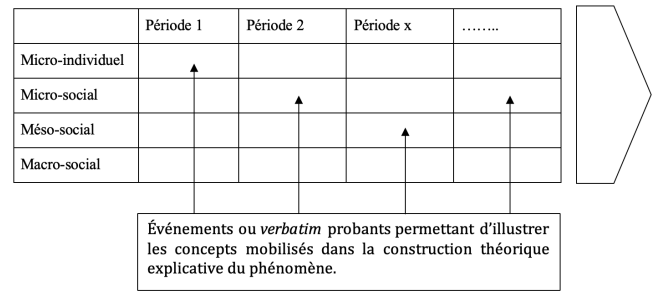 Période 1 Période 2 Période x ……..
Micro-individuel
Micro-social
Méso-social
Macro-social
Événements ou verbatim probants permettant d’illustrer
les concepts mobilisés dans la construction théorique
explicative du phénomène.